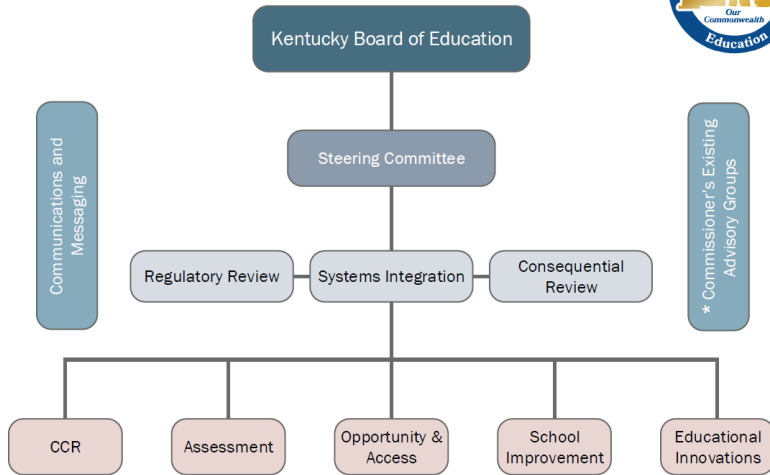 Our
Commonwealth
Education
Kentucky Board of Education
Communications and
Messaging
Steering Committee
* Commissioner's Existing
Advisory Groups
Regulatory Review
Systems Integration
Consequential
Review
CCR
Assessment
Opportunity &
Access
School
Improvement
Educational
Innovations